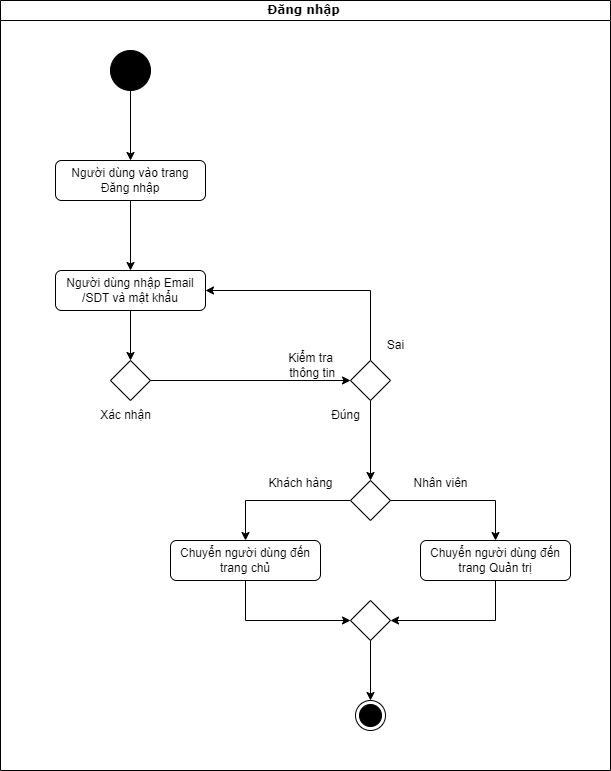 Đăng nhập
Người dùng vào trang
Đăng nhập
Người dùng nhập Email
/SDT và mật khẩu
Sai
Kiểm tra
thông tin
Xác nhận
Đúng
Khách hàng
Nhân viên
Chuyển người dùng đến
trang chủ
Chuyển người dùng đến
trang Quản trị